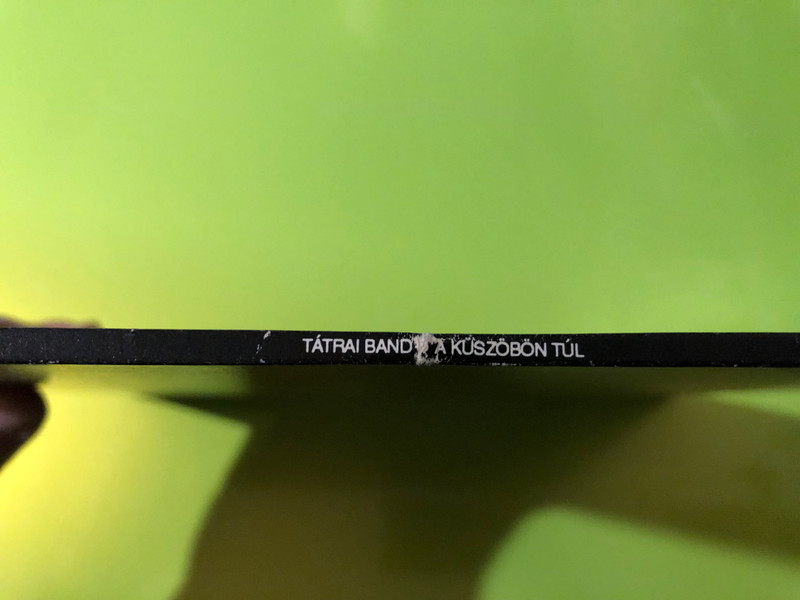 TÁTRAI BAND A KÜSZÖBÖN TÚL